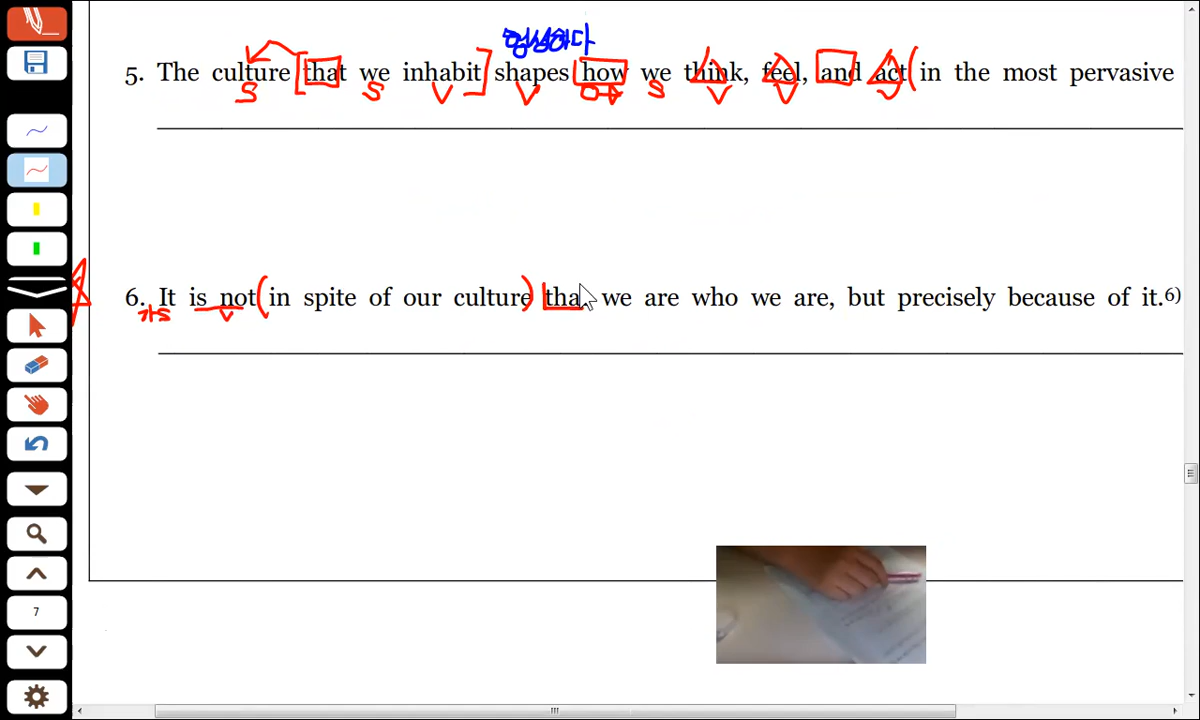 형성하다
5. The culture that we inhabit shapes how we think, feel, and act in the most pervasive
S S V V S V V V
6. It is not in spite of our culture that we are who we are, but precisely because of it.6)
가S V
7